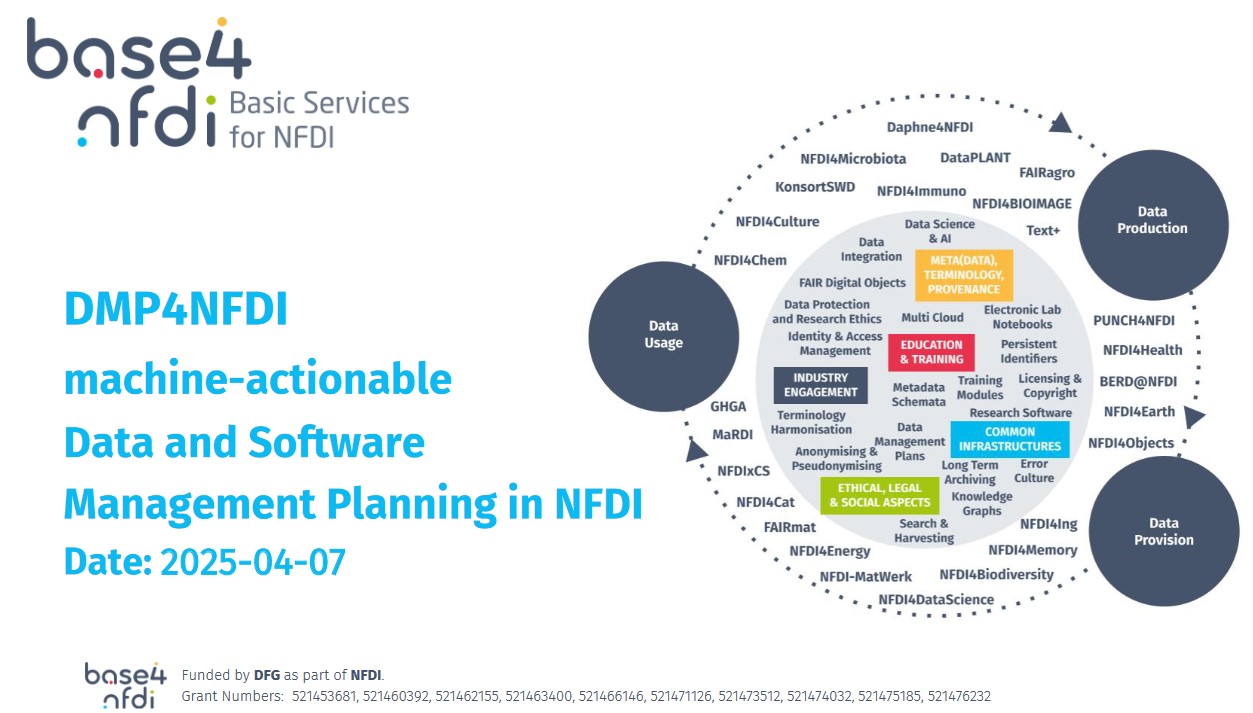 base4
nfdi
Basic Services
for NFDI
DMP4NFDI
machine-actionable
Data and Software
Management Planning in NFDI
Date: 2025-04-07
Daphne4NFDI
NFDI4Microbiota
DataPLANT
FAIRagro
KonsortSWD
NFDI4Immuno
NFDI4BIOIMAGE
NFDI4Culture
Text+
NFDI4Chem
Data
Production
Data
Usage
Data Science
& AI
Data
Integration
META(DATA),
TERMINOLOGY,
PROVENANCE
FAIR Digital Objects
Data Protection
and Research Ethics
Multi Cloud
Electronic Lab
Notebooks
Identity & Access
Management
EDUCATION
& TRAINING
Persistent
Identifiers
INDUSTRY
ENGAGEMENT
Metadata
Schemata
Training
Modules
Licensing &
Copyright
Terminology
Harmonisation
Research Software
Data
Management
Plans
COMMON
INFRASTRUCTURES
Anonymising &
Pseudonymising
Long Term
Archiving
Error
Culture
ETHICAL, LEGAL
& SOCIAL ASPECTS
Knowledge
Graphs
Search &
Harvesting
PUNCH4NFDI
NFDI4Health
BERD@NFDI
NFDI4Earth
NFDI4Objects
Data
Provision
GHGA
MaRDI
NFDIxCS
NFDI4Cat
FAIRmat
NFDI4Energy
NFDI-MatWerk
NFDI4DataScience
NFDI4Biodiversity
NFDI4Memory
NFDI4Ing
base4
nfdi
Funded by DFG as part of NFDI.
Grant Numbers: 521453681, 521460392, 521462155, 521463400, 521466146, 521471126, 521473512, 521474032, 521475185, 521476232